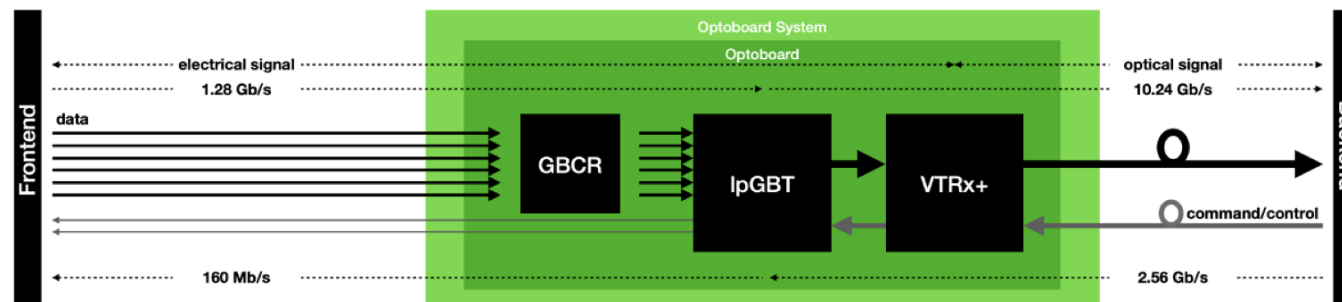 Optoboard System
Optoboard
electrical signal
optical signal
1.28 Gb/s
10.24 Gb/s
data
Frontend
GBCR
lpGBT
VTRx+
command/control
160 Mb/s
2.56 Gb/s